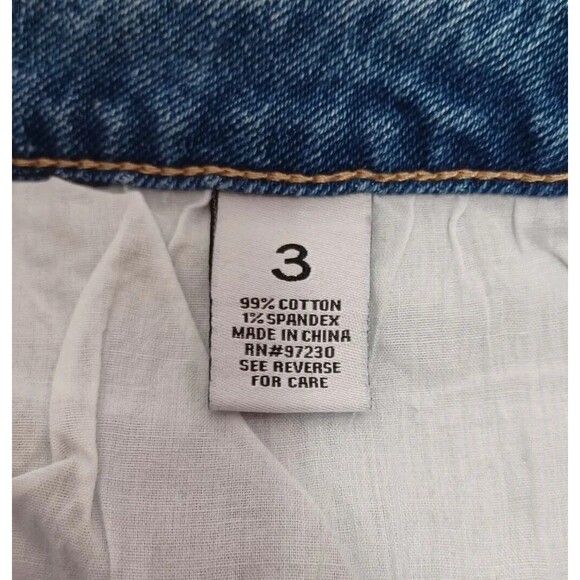 3
99% COTTON
1% SPANDEX
MADE IN CHINA
RN#97230
SEE REVERSE
FOR CARE